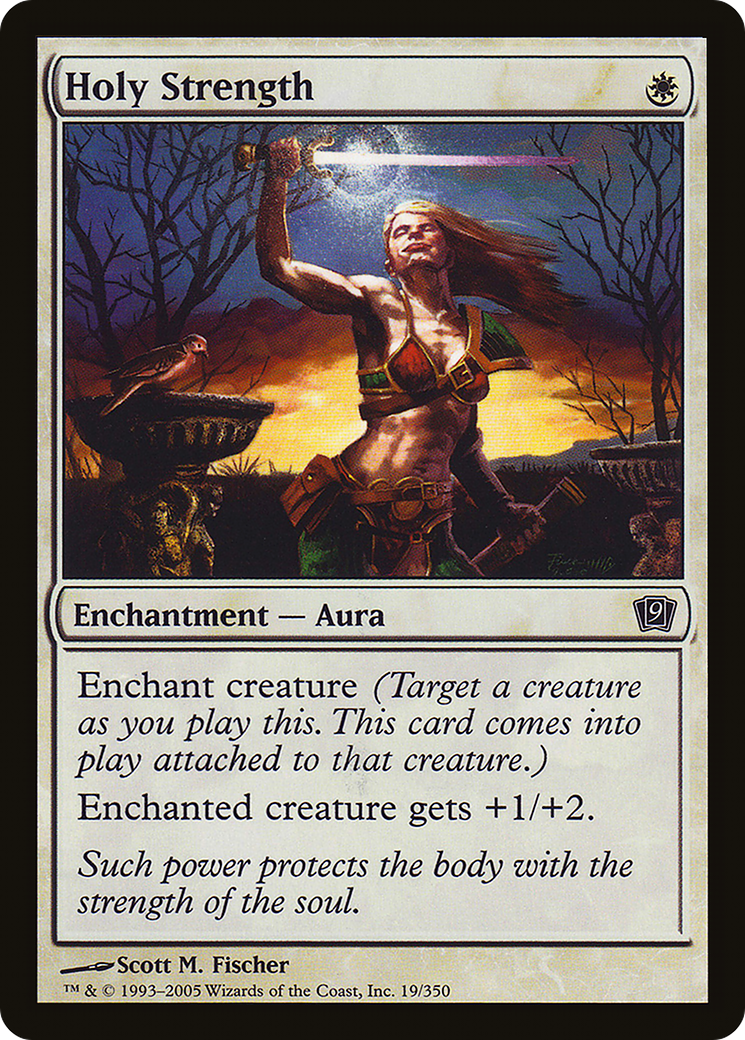 Holy Strength
Enchantment — Aura
9
Enchant creature (Target a creature
as you play this. This card comes into
play attached to that creature.)
Enchanted creature gets +1/+2.
Such power protects the body with the
strength of the soul.
Scott M. Fischer
™ & © 1993–2005 Wizards of the Coast, Inc. 19/350